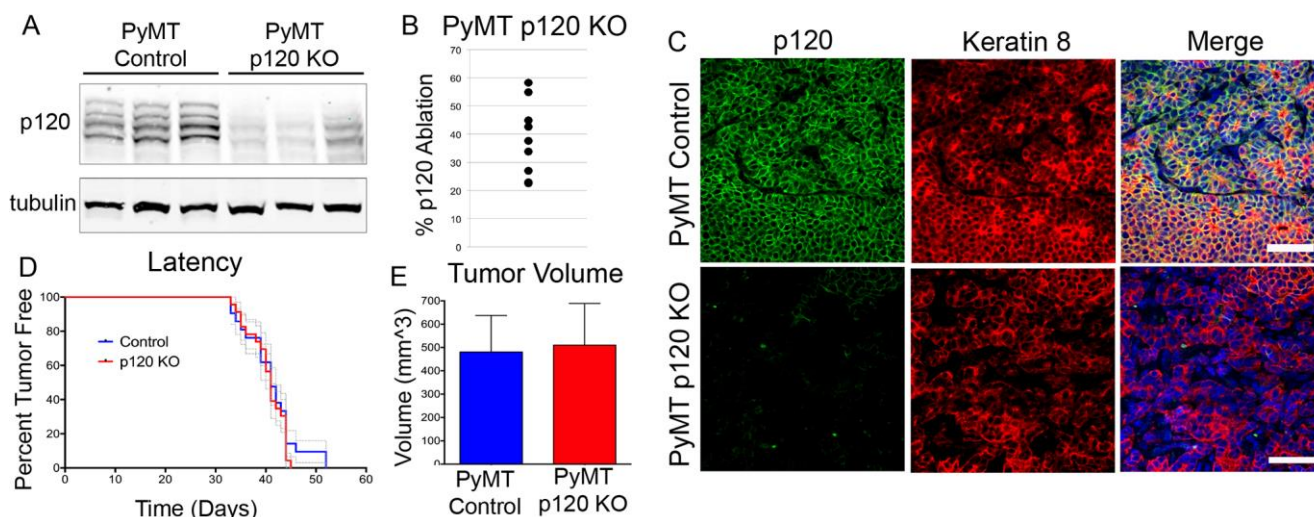 A
PyMT
Control
PyMT
p120 KO
p120
tubulin
B
PyMT p120 KO
% p120 Ablation
70
60
50
40
30
20
10
0
C
p120
Keratin 8
Merge
PyMT Control
PyMT p120 KO
D
Latency
Percent Tumor Free
100
80
60
40
20
0
Control
p120 KO
0
10
20
30
40
50
60
Time (Days)
E
Tumor Volume
Volume (mm^3)
700
600
500
400
300
200
100
0
PyMT
Control
PyMT
p120 KO